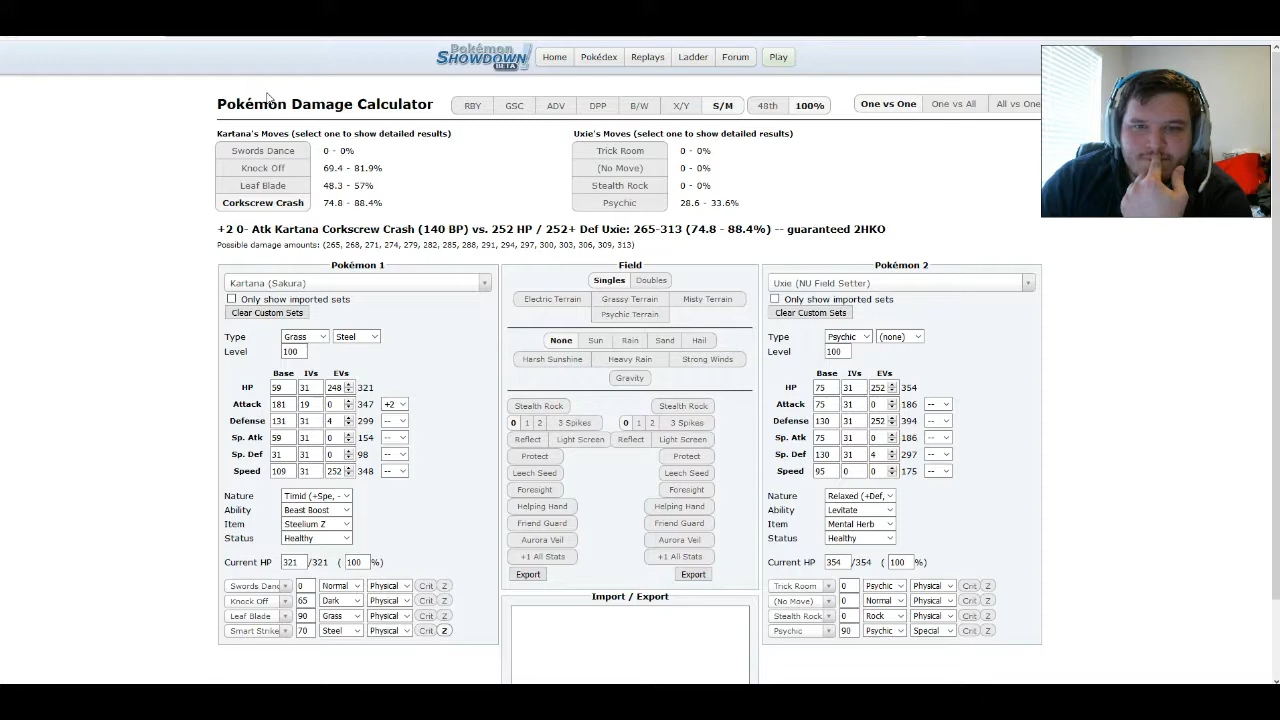 Pokémon SHOWDOWN! BETA Home Pokédex Replays Ladder Forum Play
Pokémon Damage Calculator RBY GSC ADV DPP B/W X/Y S/M 48th 100% One vs One One vs All All vs One
Kartana's Moves (select one to show detailed results)
Swords Dance 0 - 0%
Knock Off 69.4 - 81.9%
Leaf Blade 48.3 - 57%
Corkscrew Crash 74.8 - 88.4%
Uxie's Moves (select one to show detailed results)
Trick Room 0 - 0%
(No Move) 0 - 0%
Stealth Rock 0 - 0%
Psychic 28.6 - 33.6%
+2 0- Atk Kartana Corkscrew Crash (140 BP) vs. 252 HP / 252+ Def Uxie: 265-313 (74.8 - 88.4%) -- guaranteed 2HKO
Possible damage amounts: (265, 268, 271, 274, 279, 282, 285, 288, 291, 294, 297, 300, 303, 306, 309, 313)
Pokémon 1
Kartana (Sakura)
Only show imported sets
Clear Custom Sets
Type Grass Steel
Level 100
Base IVs EVs
HP 59 31 248 321
Attack 181 19 0 347 +2
Defense 131 31 4 299 --
Sp. Atk 59 31 0 154 --
Sp. Def 31 31 0 98 --
Speed 109 31 252 348 --
Nature Timid (+Spe, -
Ability Beast Boost
Item Steelium Z
Status Healthy
Current HP 321 /321 ( 100 %)
Swords Danc 0 Normal Physical Crit Z
Knock Off 65 Dark Physical Crit Z
Leaf Blade 90 Grass Physical Crit Z
Smart Strike 70 Steel Physical Crit Z
Field
Singles Doubles
Electric Terrain Grassy Terrain Misty Terrain
Psychic Terrain
None Sun Rain Sand Hail
Harsh Sunshine Heavy Rain Strong Winds
Gravity
Stealth Rock Stealth Rock
0 1 2 3 Spikes 0 1 2 3 Spikes
Reflect Light Screen Reflect Light Screen
Protect Protect
Leech Seed Leech Seed
Foresight Foresight
Helping Hand Helping Hand
Friend Guard Friend Guard
Aurora Veil Aurora Veil
+1 All Stats +1 All Stats
Export Export
Import / Export
Pokémon 2
Uxie (NU Field Setter)
Only show imported sets
Clear Custom Sets
Type Psychic (none)
Level 100
Base IVs EVs
HP 75 31 252 354
Attack 75 31 0 186 --
Defense 130 31 252 394 --
Sp. Atk 75 31 0 186 --
Sp. Def 130 31 4 297 --
Speed 95 0 0 175 --
Nature Relaxed (+Def,
Ability Levitate
Item Mental Herb
Status Healthy
Current HP 354 /354 ( 100 %)
Trick Room 0 Psychic Physical Crit Z
(No Move) 0 Normal Physical Crit Z
Stealth Rock 0 Rock Physical Crit Z
Psychic 90 Psychic Special Crit Z